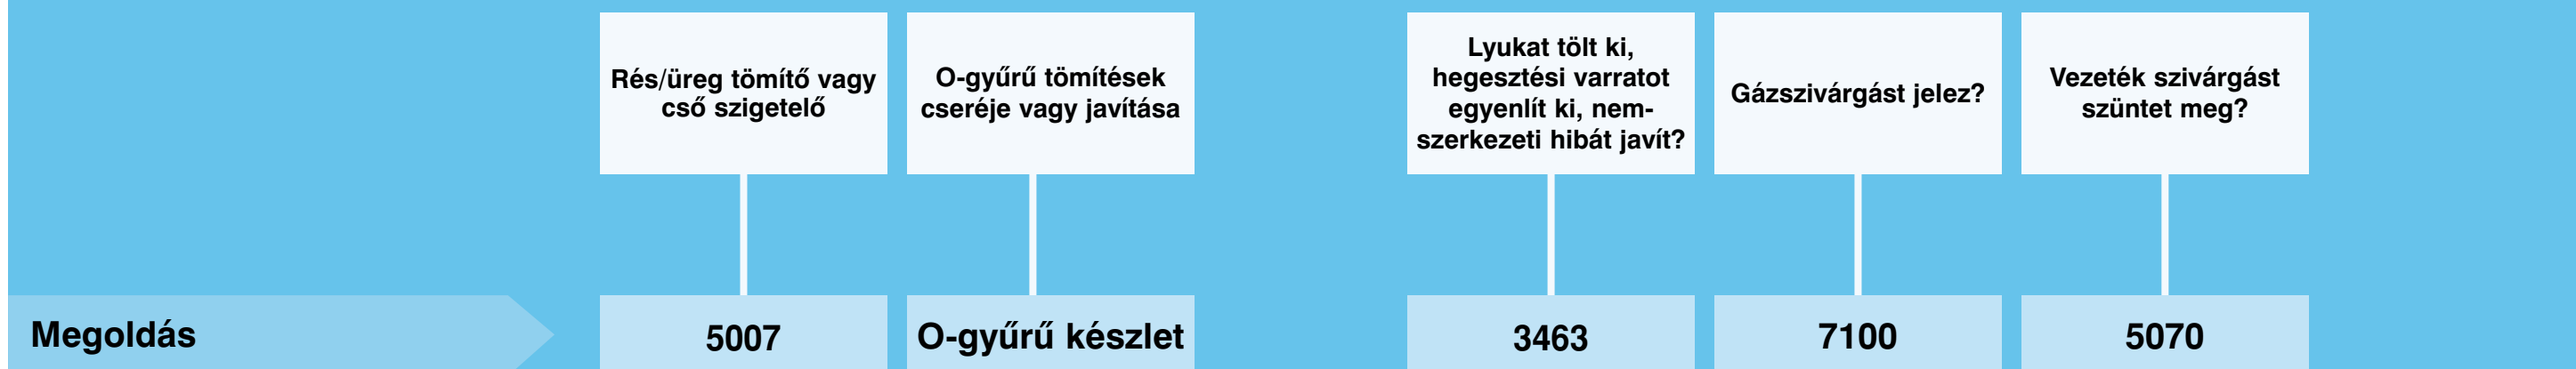 Rés/üreg tömítő vagy
cső szigetelő
O-gyűrű tömítések
cseréje vagy javítása
Lyukat tölt ki,
hegesztési varratot
egyenlít ki, nem-
szerkezeti hibát javít?
Gázszivárgást jelez?
Vezeték szivárgást
szüntet meg?
Megoldás
5007
O-gyűrű készlet
3463
7100
5070